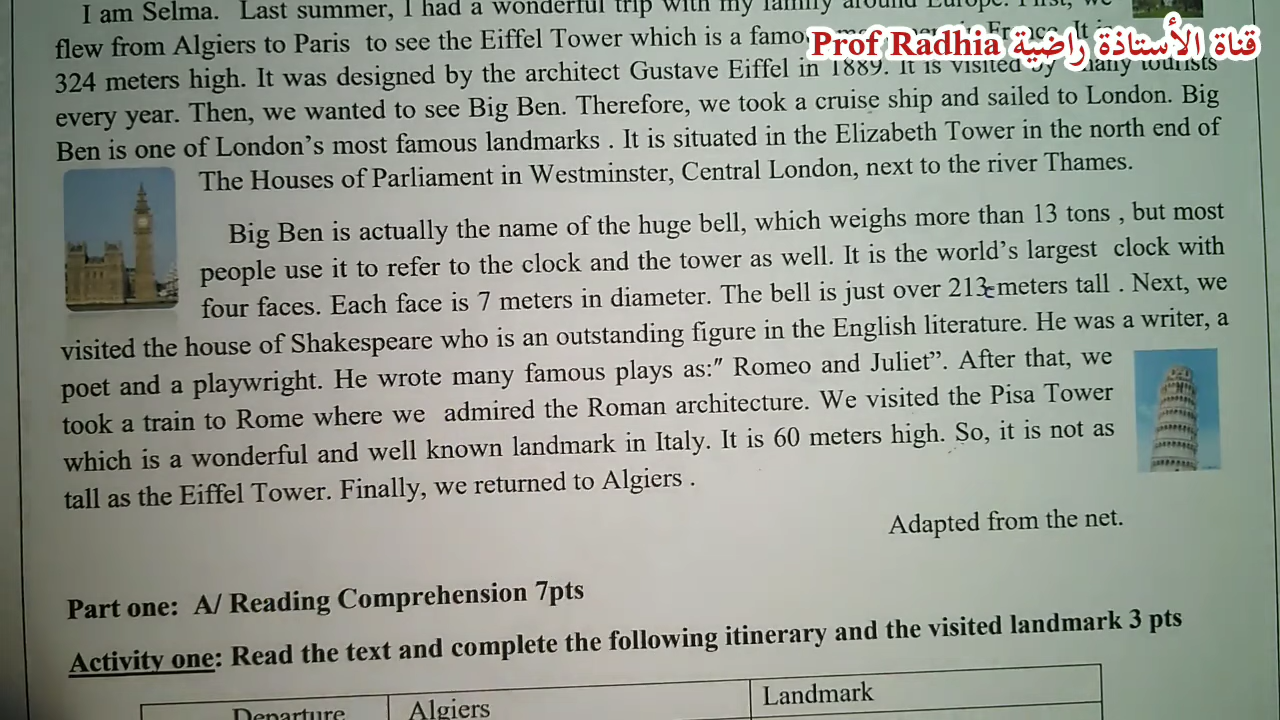 I am Selma. Last summer, I had a wonderful trip with my family around Europe. First, we
flew from Algiers to Paris to see the Eiffel Tower which is a famo France. It is
Prof Radhia قناة الأستاذة راضية
324 meters high. It was designed by the architect Gustave Eiffel in 1889. It is visited by many tourists
every year. Then, we wanted to see Big Ben. Therefore, we took a cruise ship and sailed to London. Big
Ben is one of London's most famous landmarks . It is situated in the Elizabeth Tower in the north end of
The Houses of Parliament in Westminster, Central London, next to the river Thames.
Big Ben is actually the name of the huge bell, which weighs more than 13 tons , but most
people use it to refer to the clock and the tower as well. It is the world's largest clock with
four faces. Each face is 7 meters in diameter. The bell is just over 213 meters tall . Next, we
visited the house of Shakespeare who is an outstanding figure in the English literature. He was a writer, a
poet and a playwright. He wrote many famous plays as:" Romeo and Juliet”. After that, we
took a train to Rome where we admired the Roman architecture. We visited the Pisa Tower
which is a wonderful and well known landmark in Italy. It is 60 meters high. So, it is not as
tall as the Eiffel Tower. Finally, we returned to Algiers .
Adapted from the net.
Part one: A/ Reading Comprehension 7pts
Activity one: Read the text and complete the following itinerary and the visited landmark 3 pts
Departure Algiers Landmark